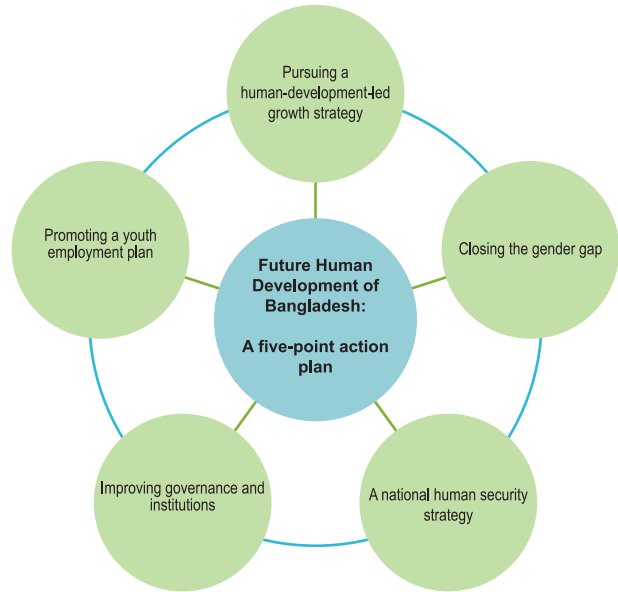 Pursuing a
human-development-led
growth strategy
Promoting a youth
employment plan
Closing the gender gap
Future Human
Development of
Bangladesh:
A five-point action
plan
Improving governance and
institutions
A national human security
strategy